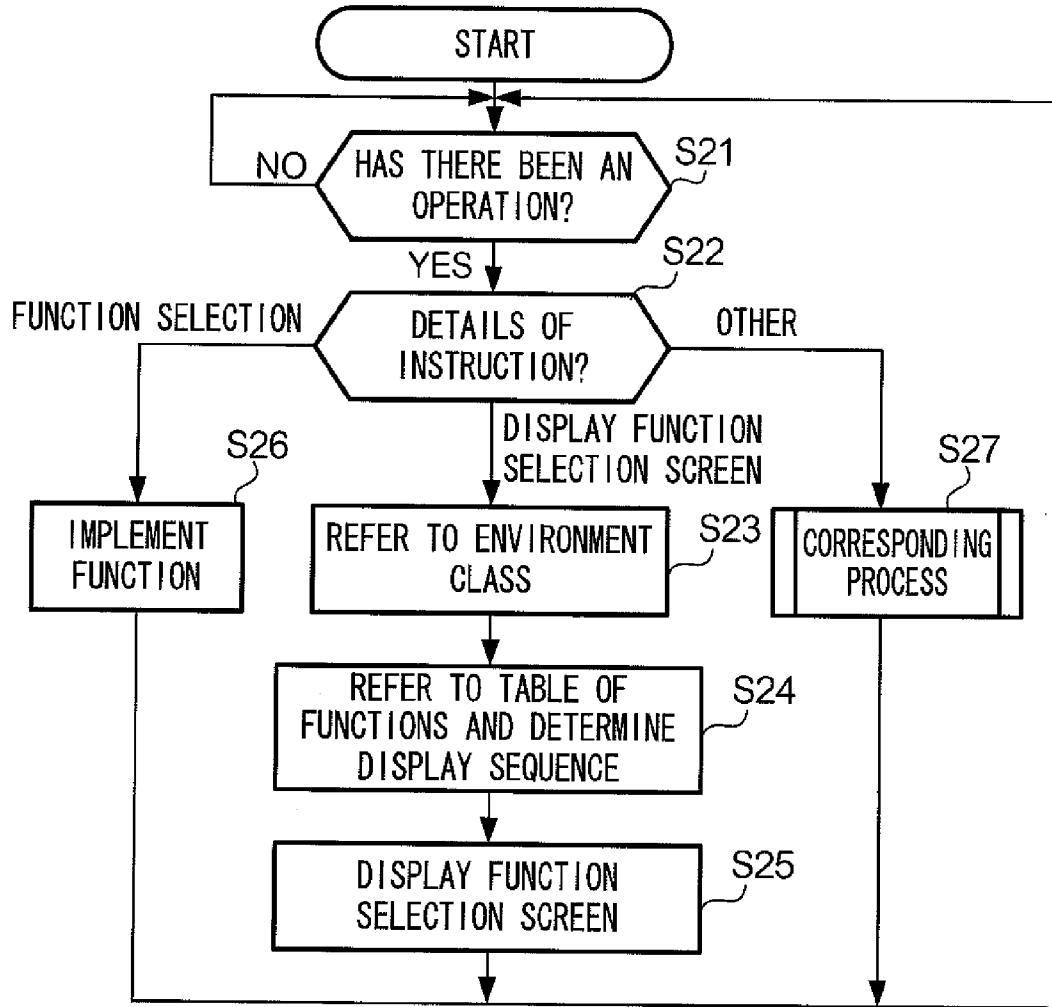 START
HAS THERE BEEN AN
OPERATION?
S21
NO
YES
S22
DETAILS OF
INSTRUCTION?
FUNCTION SELECTION
OTHER
DISPLAY FUNCTION
SELECTION SCREEN
S26
IMPLEMENT
FUNCTION
S23
REFER TO ENVIRONMENT
CLASS
S27
CORRESPONDING
PROCESS
S24
REFER TO TABLE OF
FUNCTIONS AND DETERMINE
DISPLAY SEQUENCE
S25
DISPLAY FUNCTION
SELECTION SCREEN